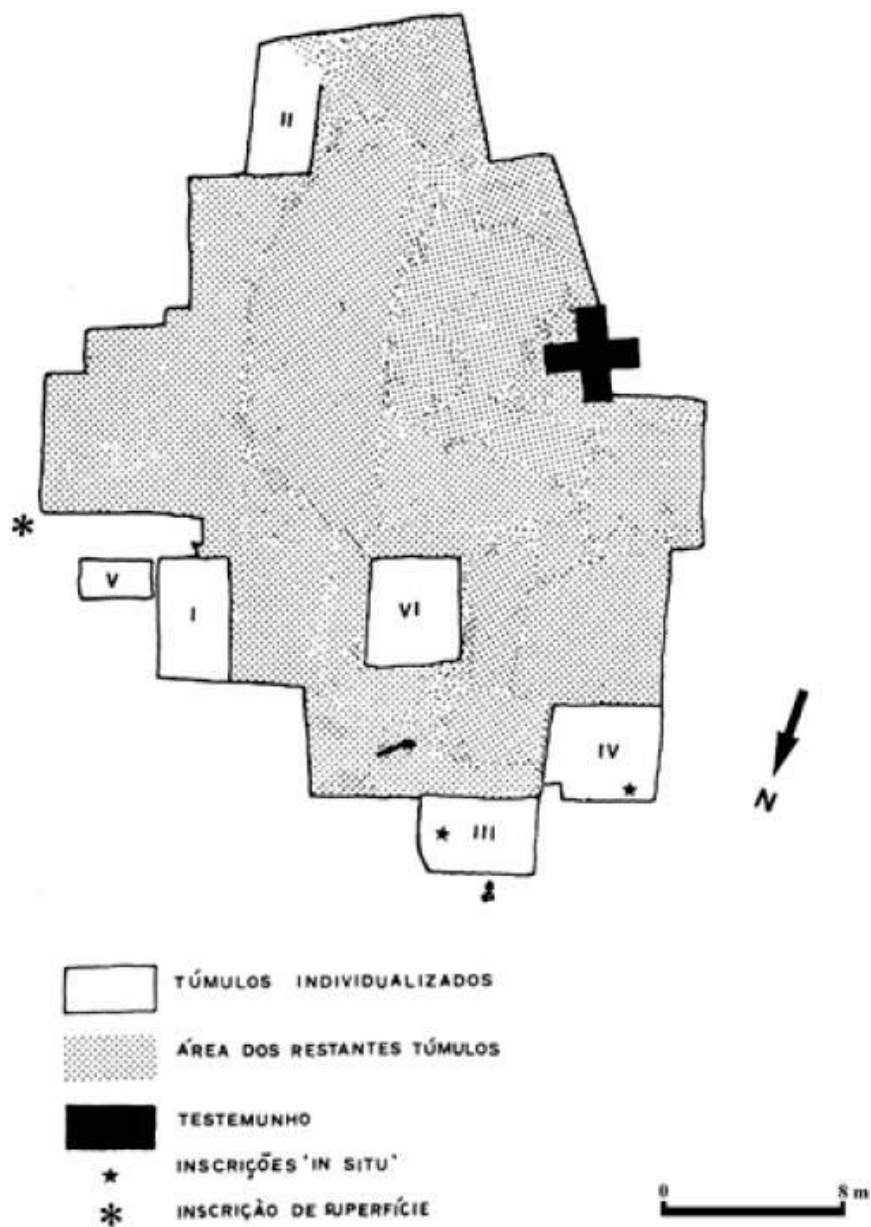 II
V
I
VI
IV
III
N
TÚMULOS INDIVIDUALIZADOS
ÁREA DOS RESTANTES TÚMULOS
TESTEMUNHO
INSCRIÇÕES 'IN SITU'
INSCRIÇÃO DE SUPERFÍCIE
0 8 m